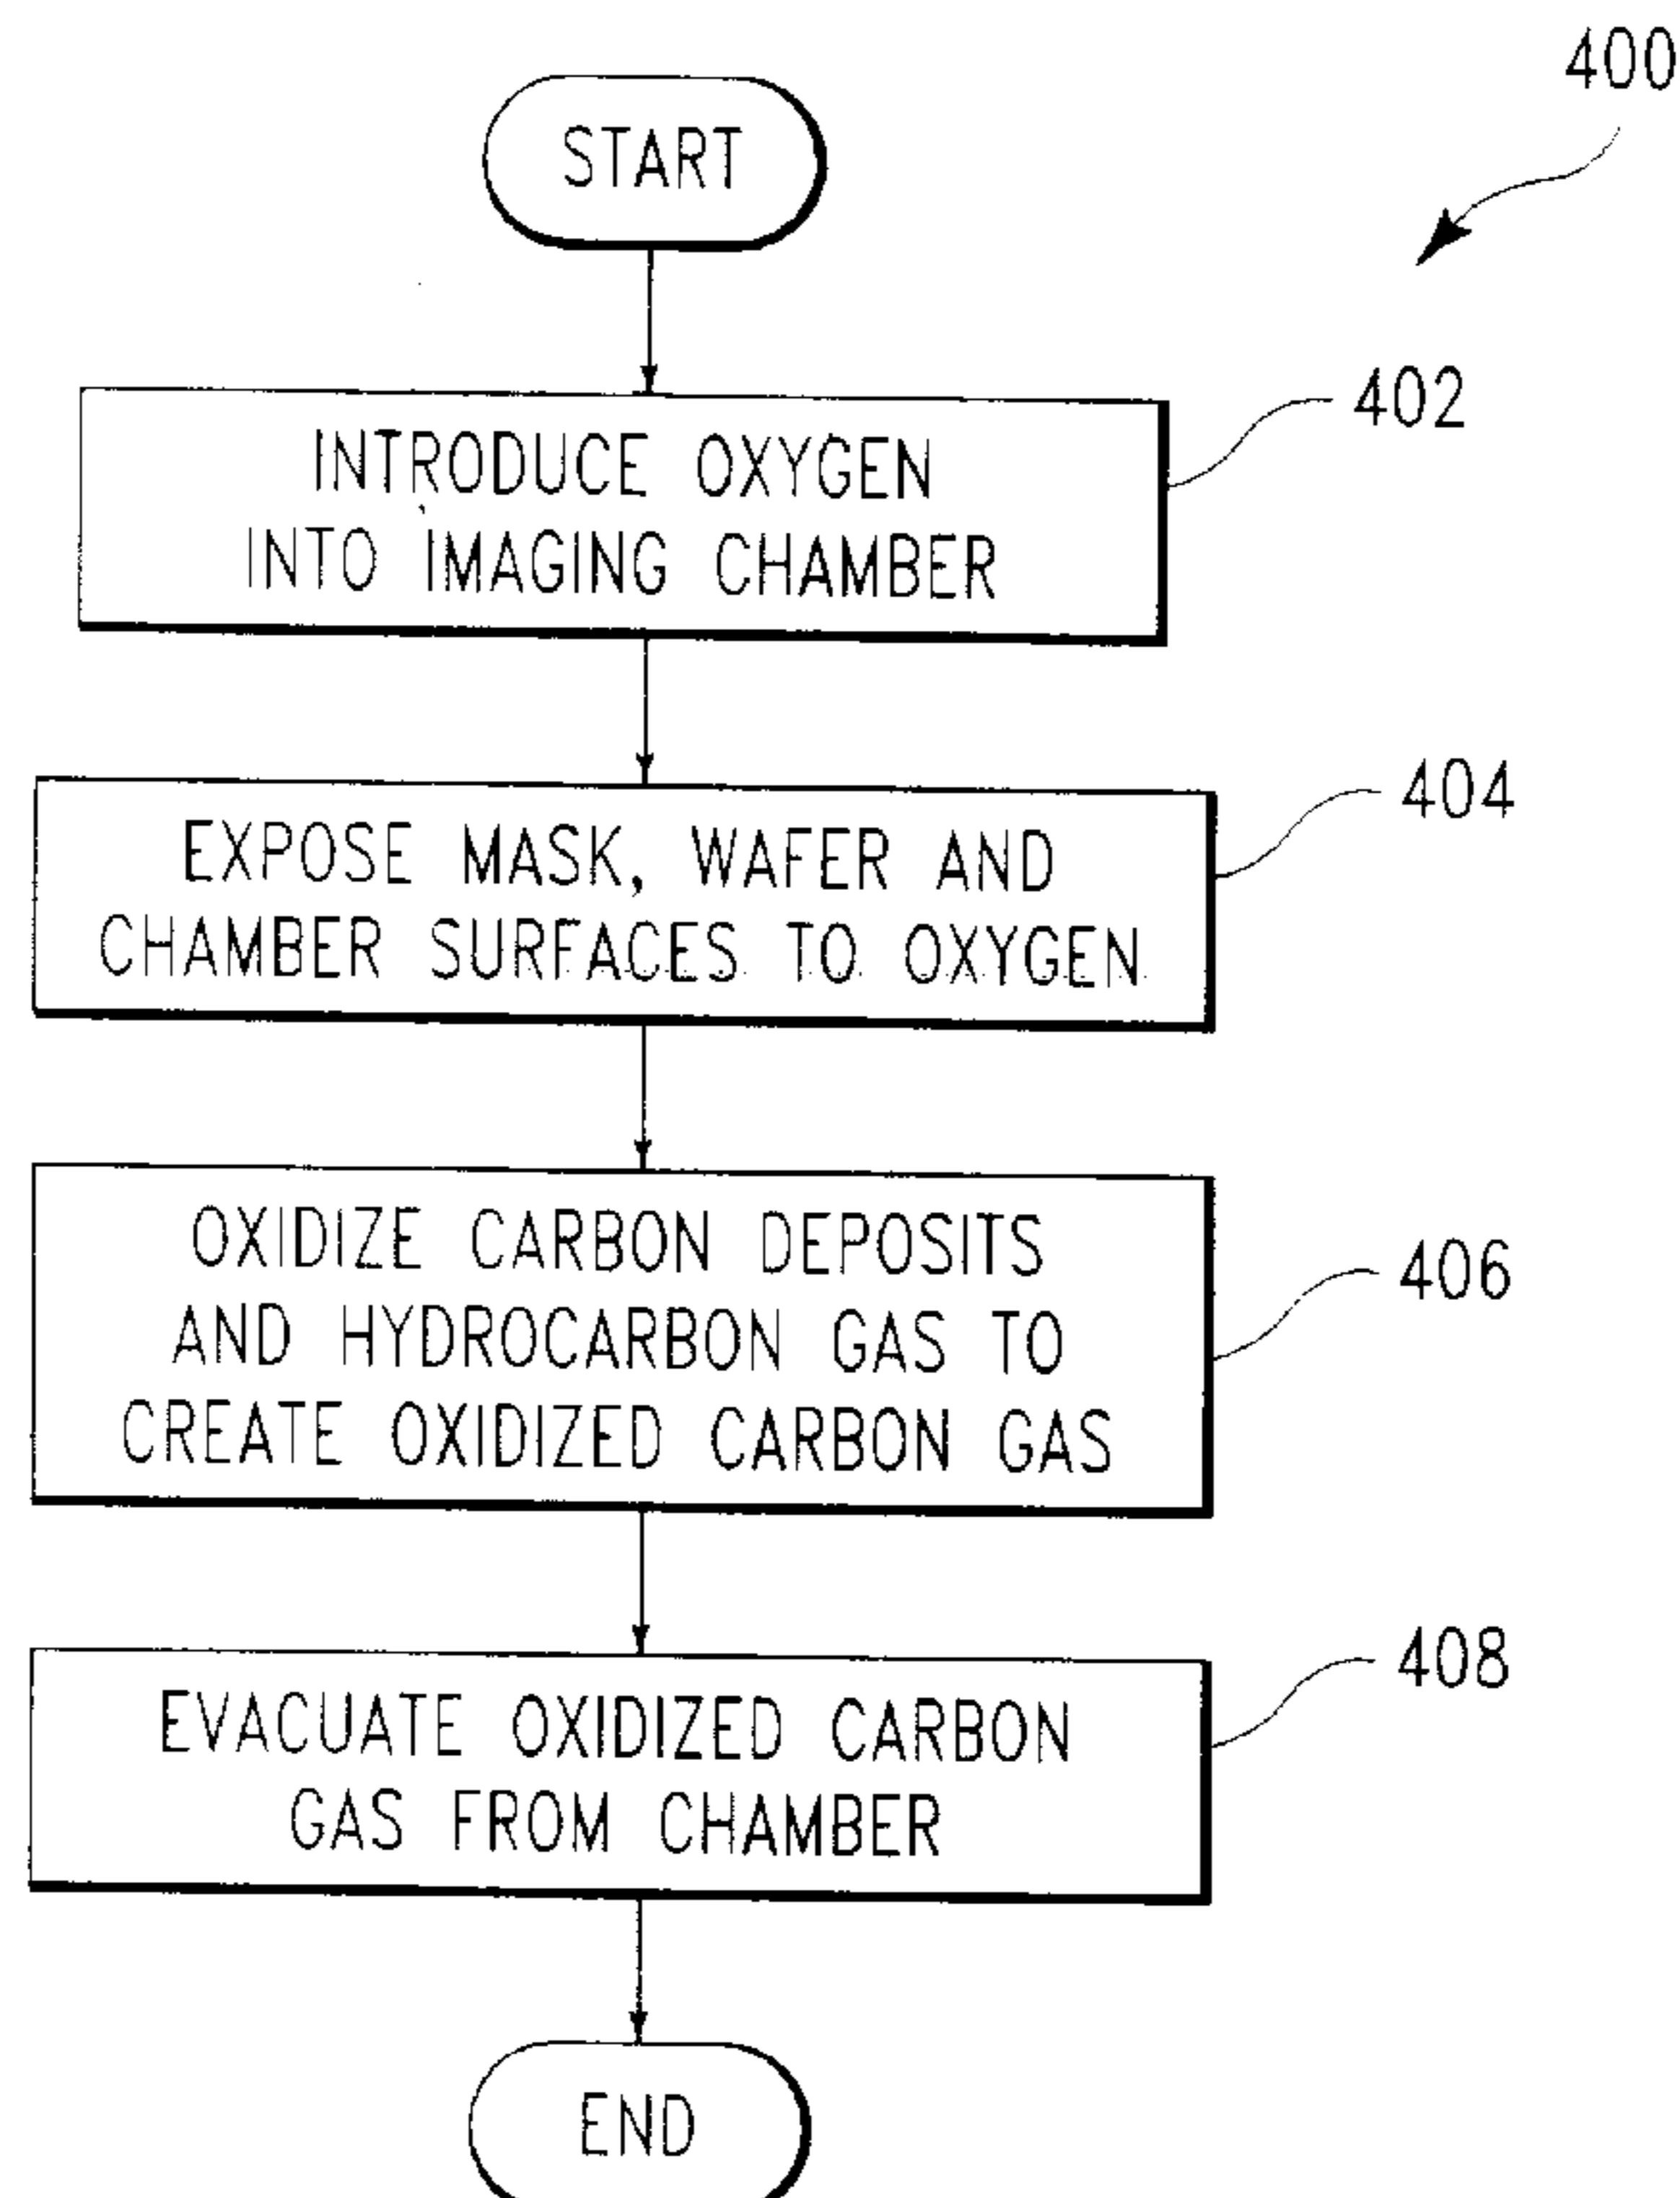 400
START
402
INTRODUCE OXYGEN
INTO IMAGING CHAMBER
404
EXPOSE MASK, WAFER AND
CHAMBER SURFACES TO OXYGEN
406
OXIDIZE CARBON DEPOSITS
AND HYDROCARBON GAS TO
CREATE OXIDIZED CARBON GAS
408
EVACUATE OXIDIZED CARBON
GAS FROM CHAMBER
END